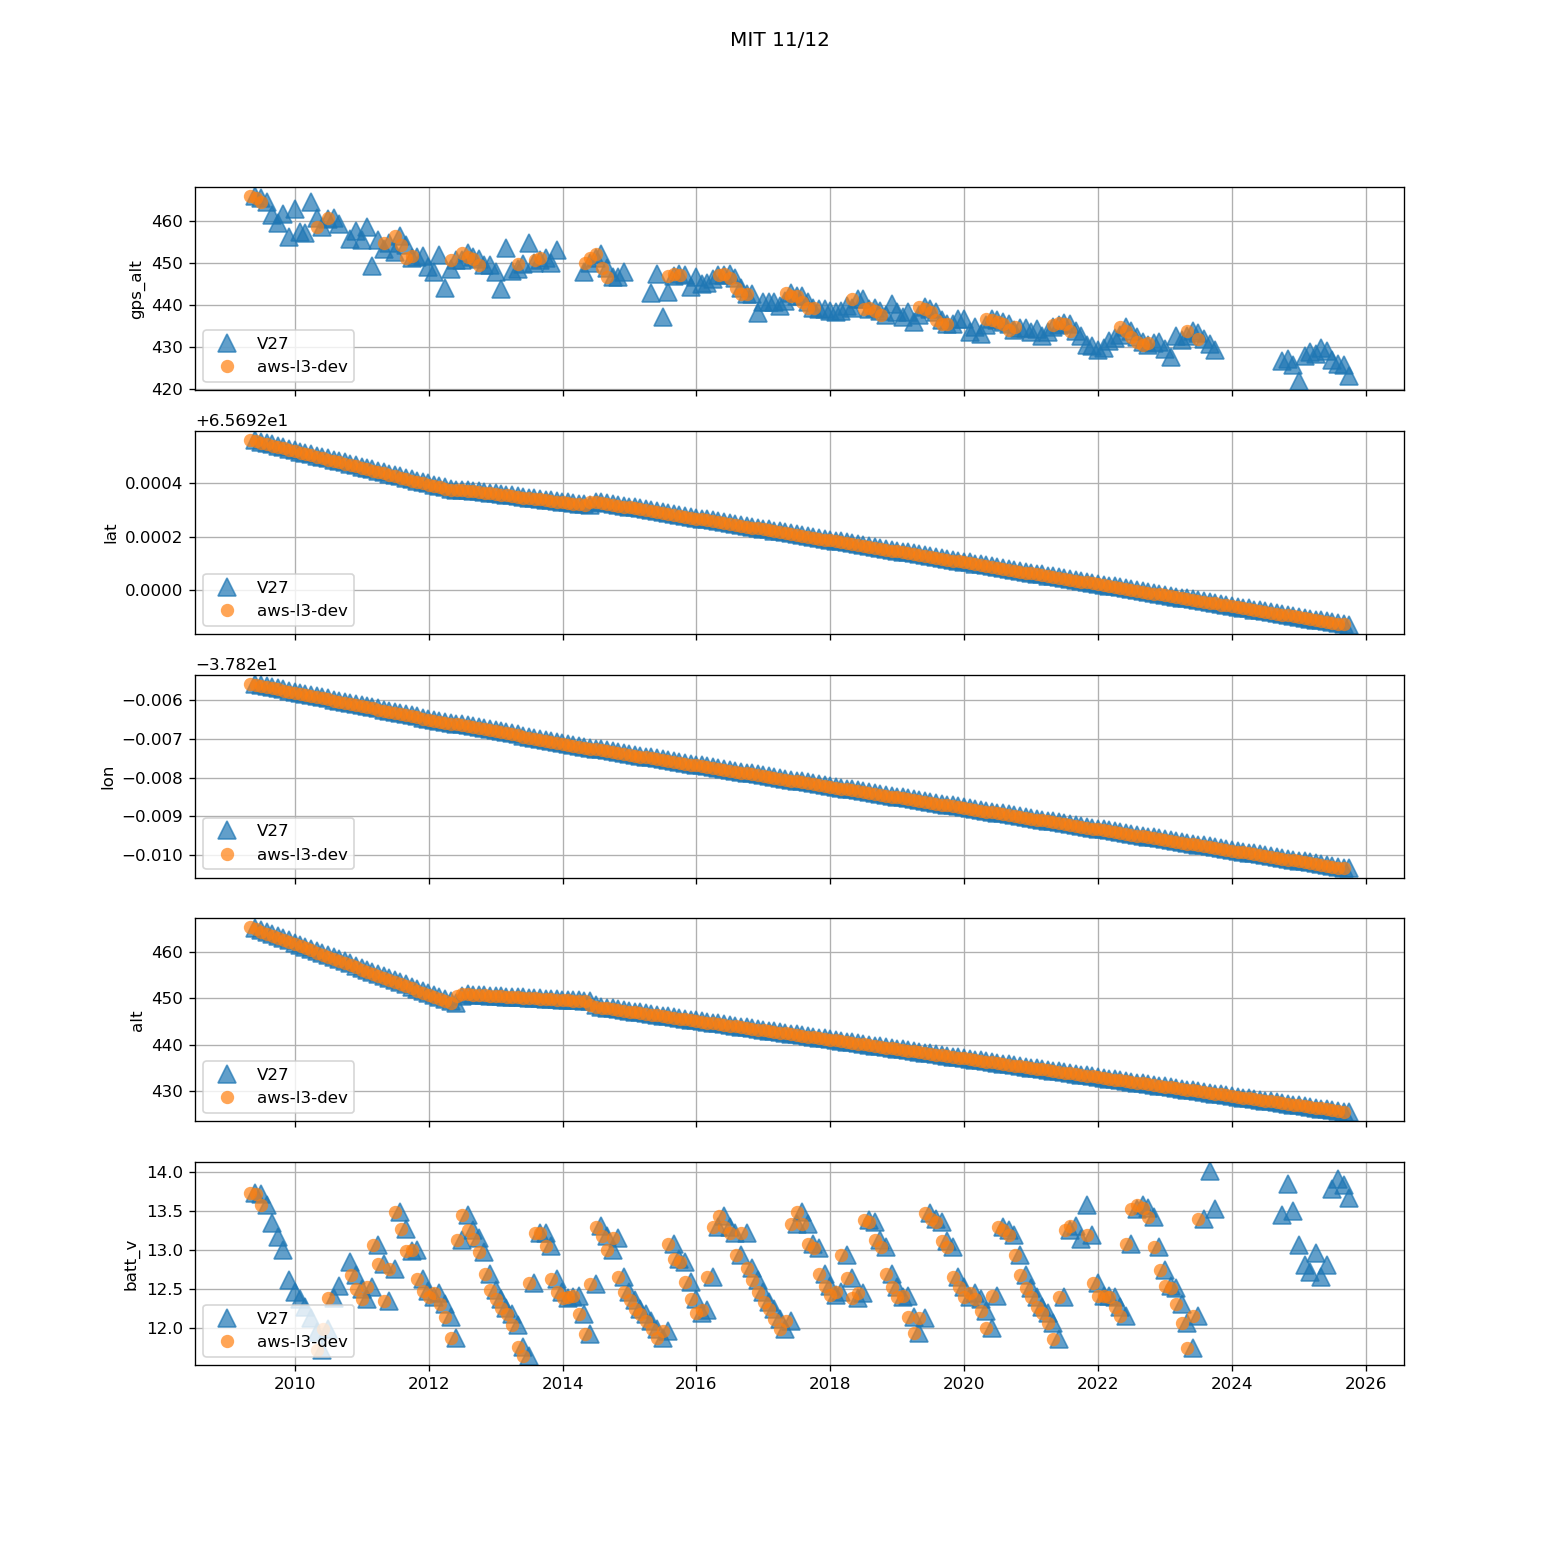 MIT 11/12
gps_alt
460
450
440
430
420
V27
aws-l3-dev
+6.5692e1
lat
0.0004
0.0002
0.0000
V27
aws-l3-dev
−3.782e1
lon
−0.006
−0.007
−0.008
−0.009
−0.010
V27
aws-l3-dev
alt
460
450
440
430
V27
aws-l3-dev
batt_v
14.0
13.5
13.0
12.5
12.0
V27
aws-l3-dev
2010 2012 2014 2016 2018 2020 2022 2024 2026